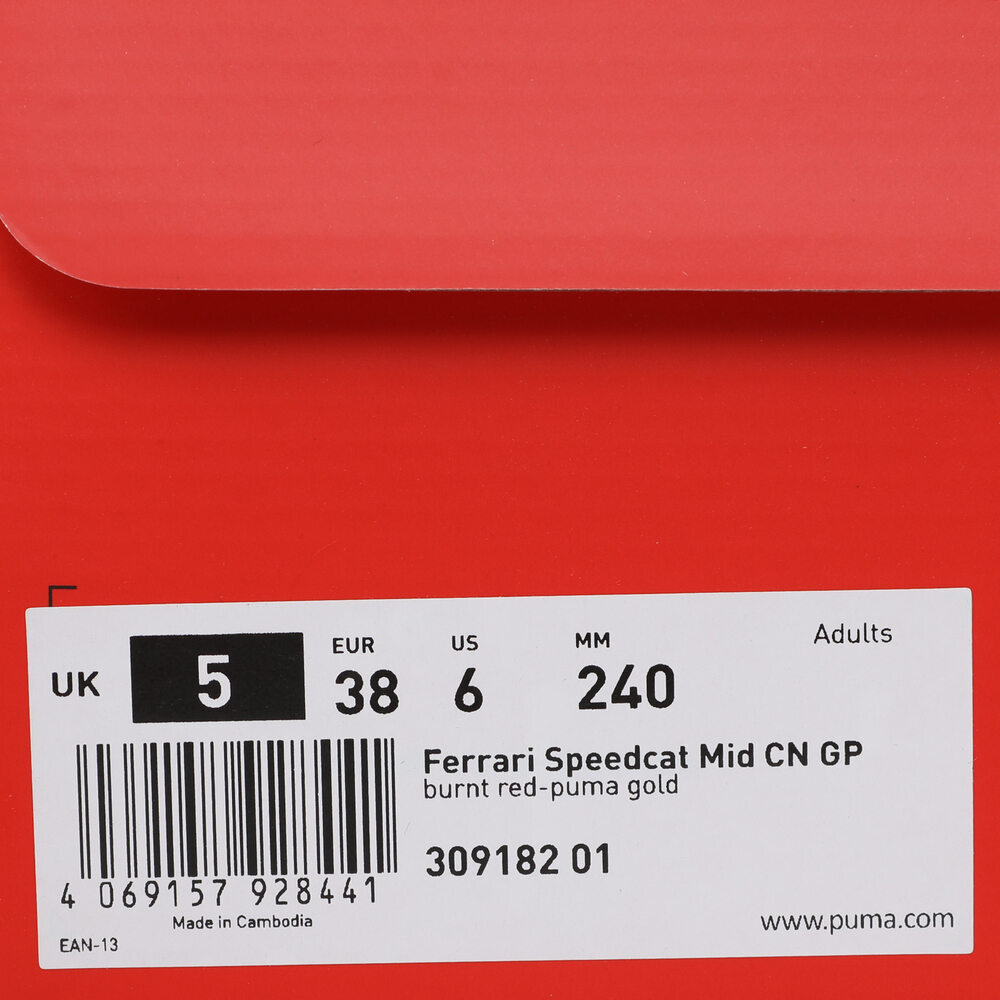 Adults
UK 5 EUR 38 US 6 MM 240
Ferrari Speedcat Mid CN GP
burnt red-puma gold
309182 01
4 069157 928441
Made in Cambodia
EAN-13
www.puma.com